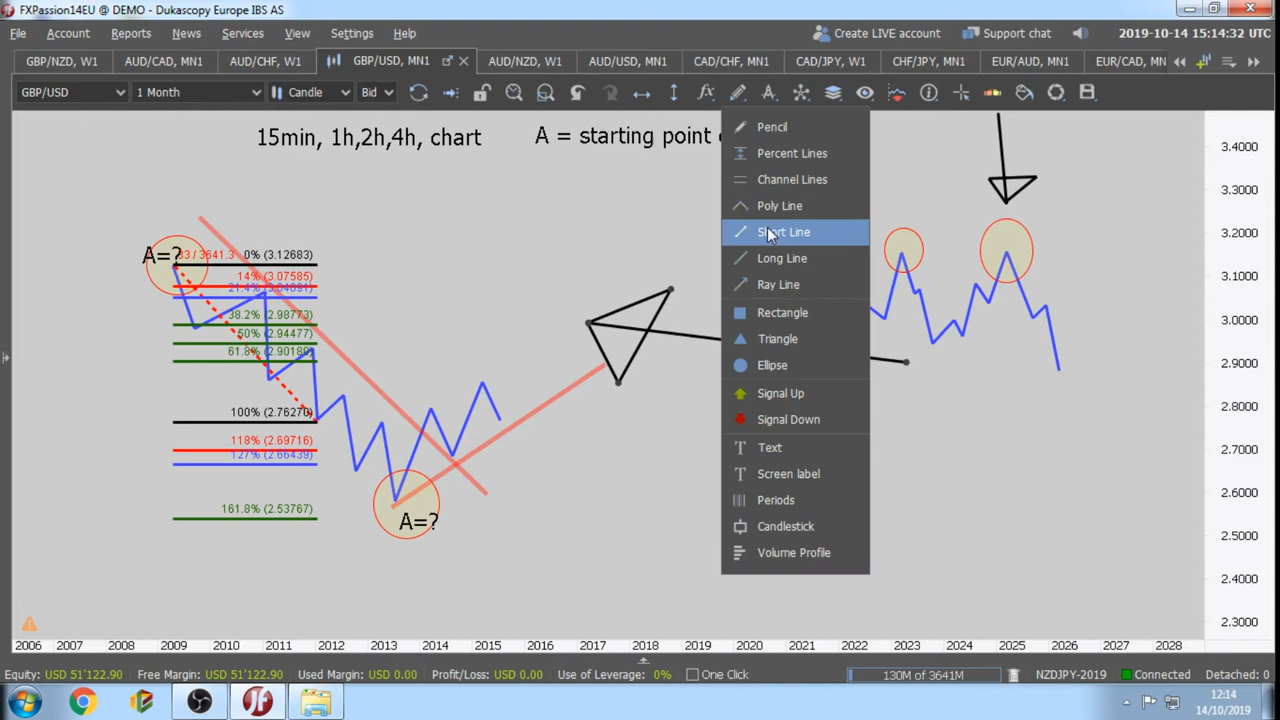 FXPassion14EU @ DEMO - Dukascopy Europe IBS AS
File Account Reports News Services View Settings Help
Create LIVE account Support chat 2019-10-14 15:14:32 UTC
GBP/NZD, W1 AUD/CAD, MN1 AUD/CHF, W1 GBP/USD, MN1 AUD/NZD, W1 AUD/USD, MN1 CAD/CHF, MN1 CAD/JPY, W1 CHF/JPY, MN1 EUR/AUD, MN1 EUR/CAD, MN
GBP/USD 1 Month Candle Bid
15min, 1h,2h,4h, chart
A = starting point
Pencil
Percent Lines
Channel Lines
Poly Line
Short Line
Long Line
Ray Line
Rectangle
Triangle
Ellipse
Signal Up
Signal Down
Text
Screen label
Periods
Candlestick
Volume Profile
A=?
33 / 3641.3
0% (3.12683)
14% (3.07585)
38.2% (2.98773)
50% (2.94477)
61.8% (2.90180)
100% (2.76270)
118% (2.69716)
127% (2.66439)
161.8% (2.53767)
A=?
3.4000
3.3000
3.2000
3.1000
3.0000
2.9000
2.8000
2.7000
2.6000
2.5000
2.4000
2.3000
2006 2007 2008 2009 2010 2011 2012 2013 2014 2015 2016 2017 2018 2019 2020 2021 2022 2023 2024 2025 2026 2027 2028
Equity: USD 51'122.90 Free Margin: USD 51'122.90 Used Margin: USD 0.00 Profit/Loss: USD 0.00 Use of Leverage: 0% One Click 130M of 3641M NZDJPY-2019 Connected Detached: 0
12:14
14/10/2019